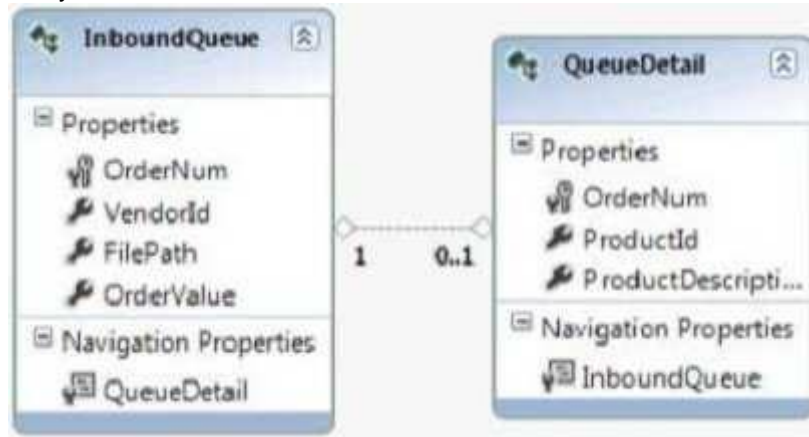 InboundQueue
Properties
OrderNum
VendorId
FilePath
OrderValue
Navigation Properties
QueueDetail
1
0..1
QueueDetail
Properties
OrderNum
ProductId
ProductDescripti...
Navigation Properties
InboundQueue